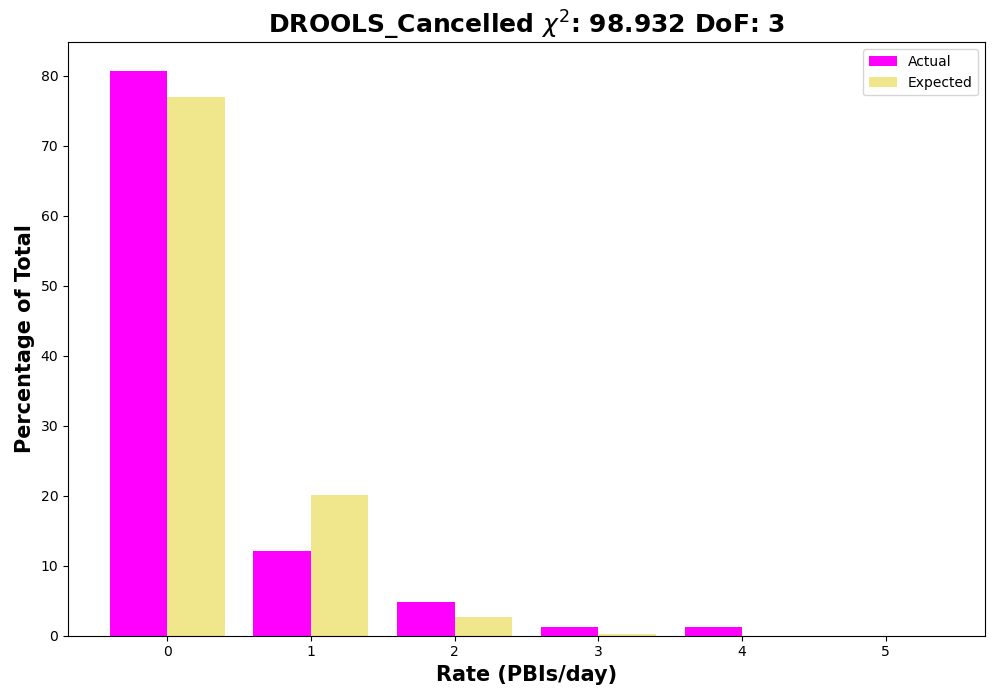 DROOLS_Cancelled χ²: 98.932 DoF: 3
Actual
Expected
Percentage of Total
80
70
60
50
40
30
20
10
0
0 1 2 3 4 5
Rate (PBIs/day)